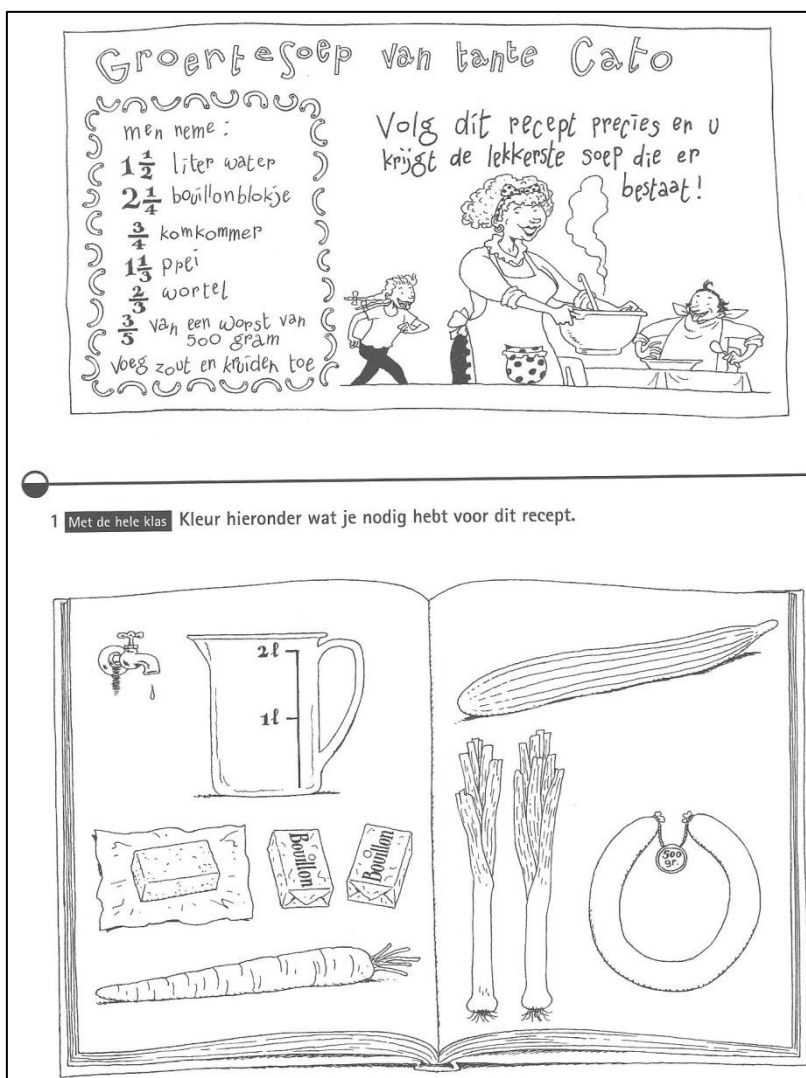 Groentesoep van tante Cato
men neme:
1 1/2 liter water
2 1/4 bouillonblokje
3/4 komkommer
1 1/3 prei
2/3 wortel
3/5 van een worst van
500 gram
voeg zout en kruiden toe
Volg dit recept precies en u
krijgt de lekkerste soep die er
bestaat!
1 Met de hele klas Kleur hieronder wat je nodig hebt voor dit recept.
2l
1l
Bouillon
Bouillon
500
gr.